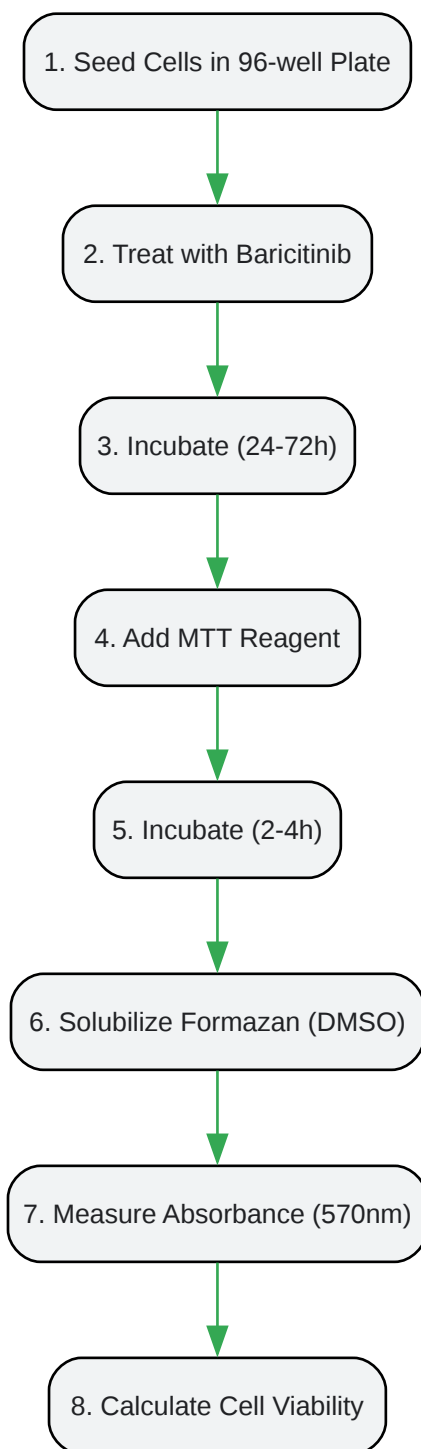 1. Seed Cells in 96-well Plate
2. Treat with Baricitinib
3. Incubate (24-72h)
4. Add MTT Reagent
5. Incubate (2-4h)
6. Solubilize Formazan (DMSO)
7. Measure Absorbance (570nm)
8. Calculate Cell Viability